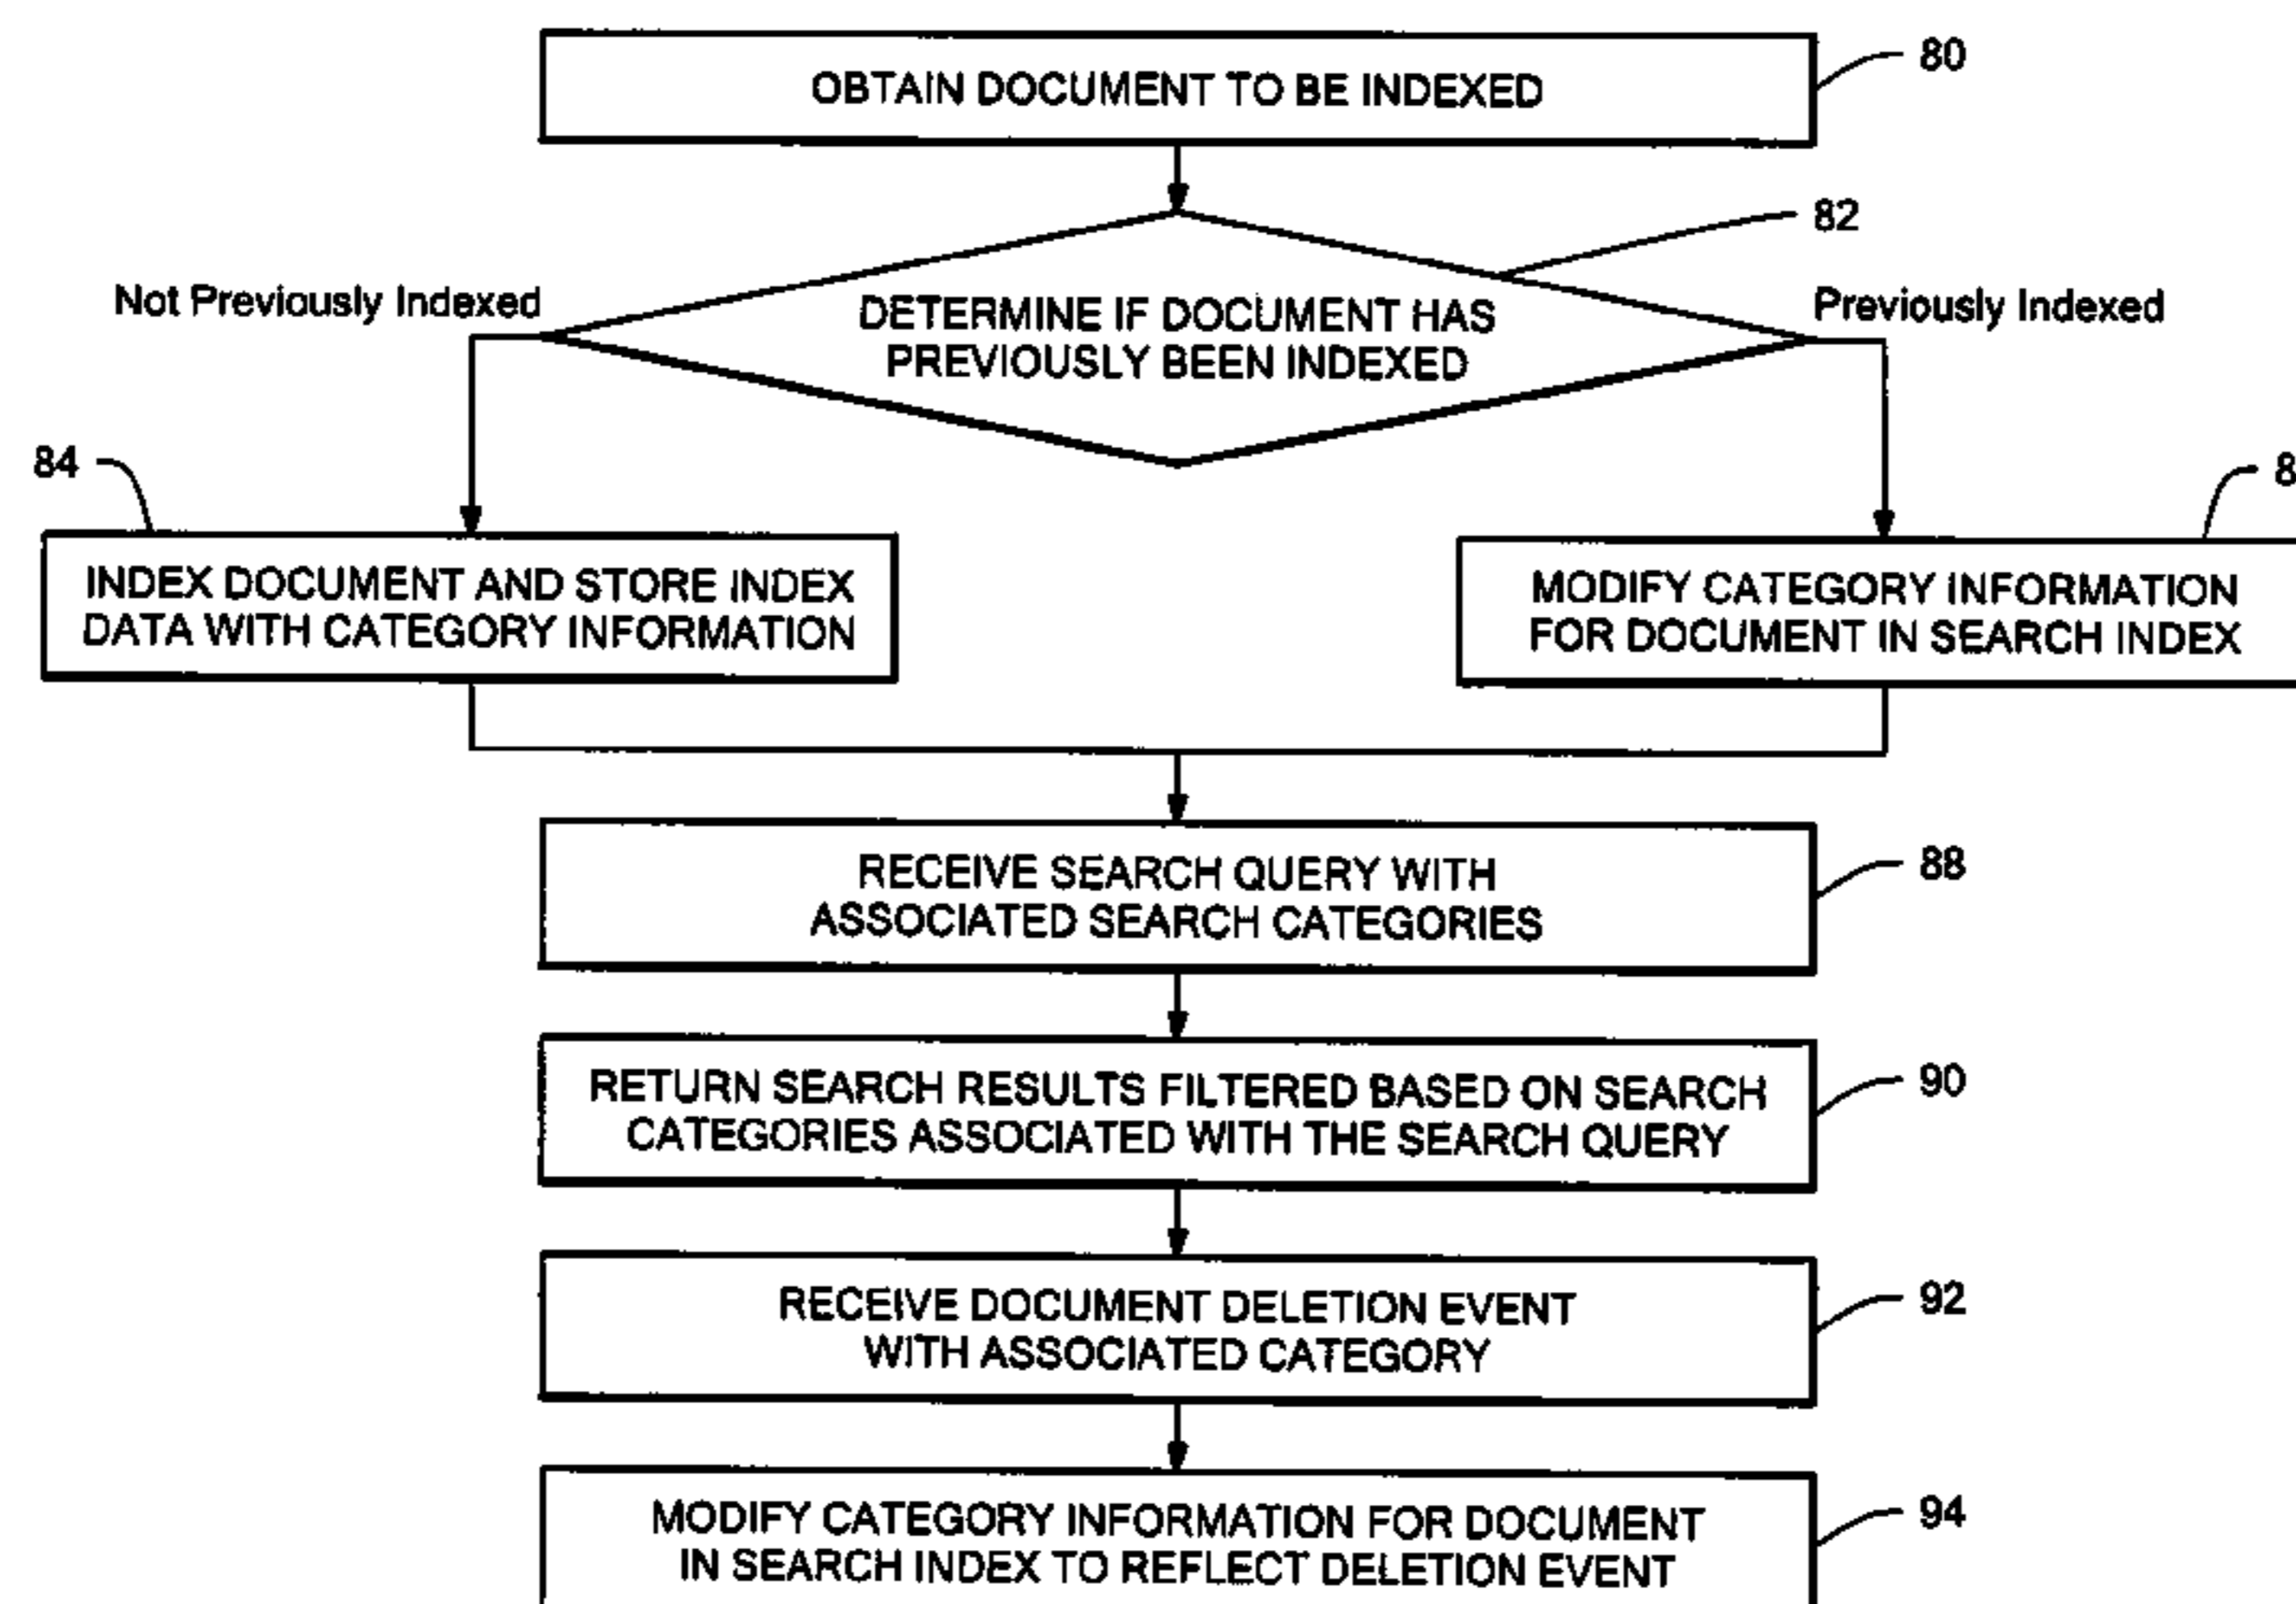 OBTAIN DOCUMENT TO BE INDEXED
80
82
DETERMINE IF DOCUMENT HAS
PREVIOUSLY BEEN INDEXED
Not Previously Indexed
Previously Indexed
84
INDEX DOCUMENT AND STORE INDEX
DATA WITH CATEGORY INFORMATION
8
MODIFY CATEGORY INFORMATION
FOR DOCUMENT IN SEARCH INDEX
RECEIVE SEARCH QUERY WITH
ASSOCIATED SEARCH CATEGORIES
88
RETURN SEARCH RESULTS FILTERED BASED ON SEARCH
CATEGORIES ASSOCIATED WITH THE SEARCH QUERY
90
RECEIVE DOCUMENT DELETION EVENT
WITH ASSOCIATED CATEGORY
92
MODIFY CATEGORY INFORMATION FOR DOCUMENT
IN SEARCH INDEX TO REFLECT DELETION EVENT
94